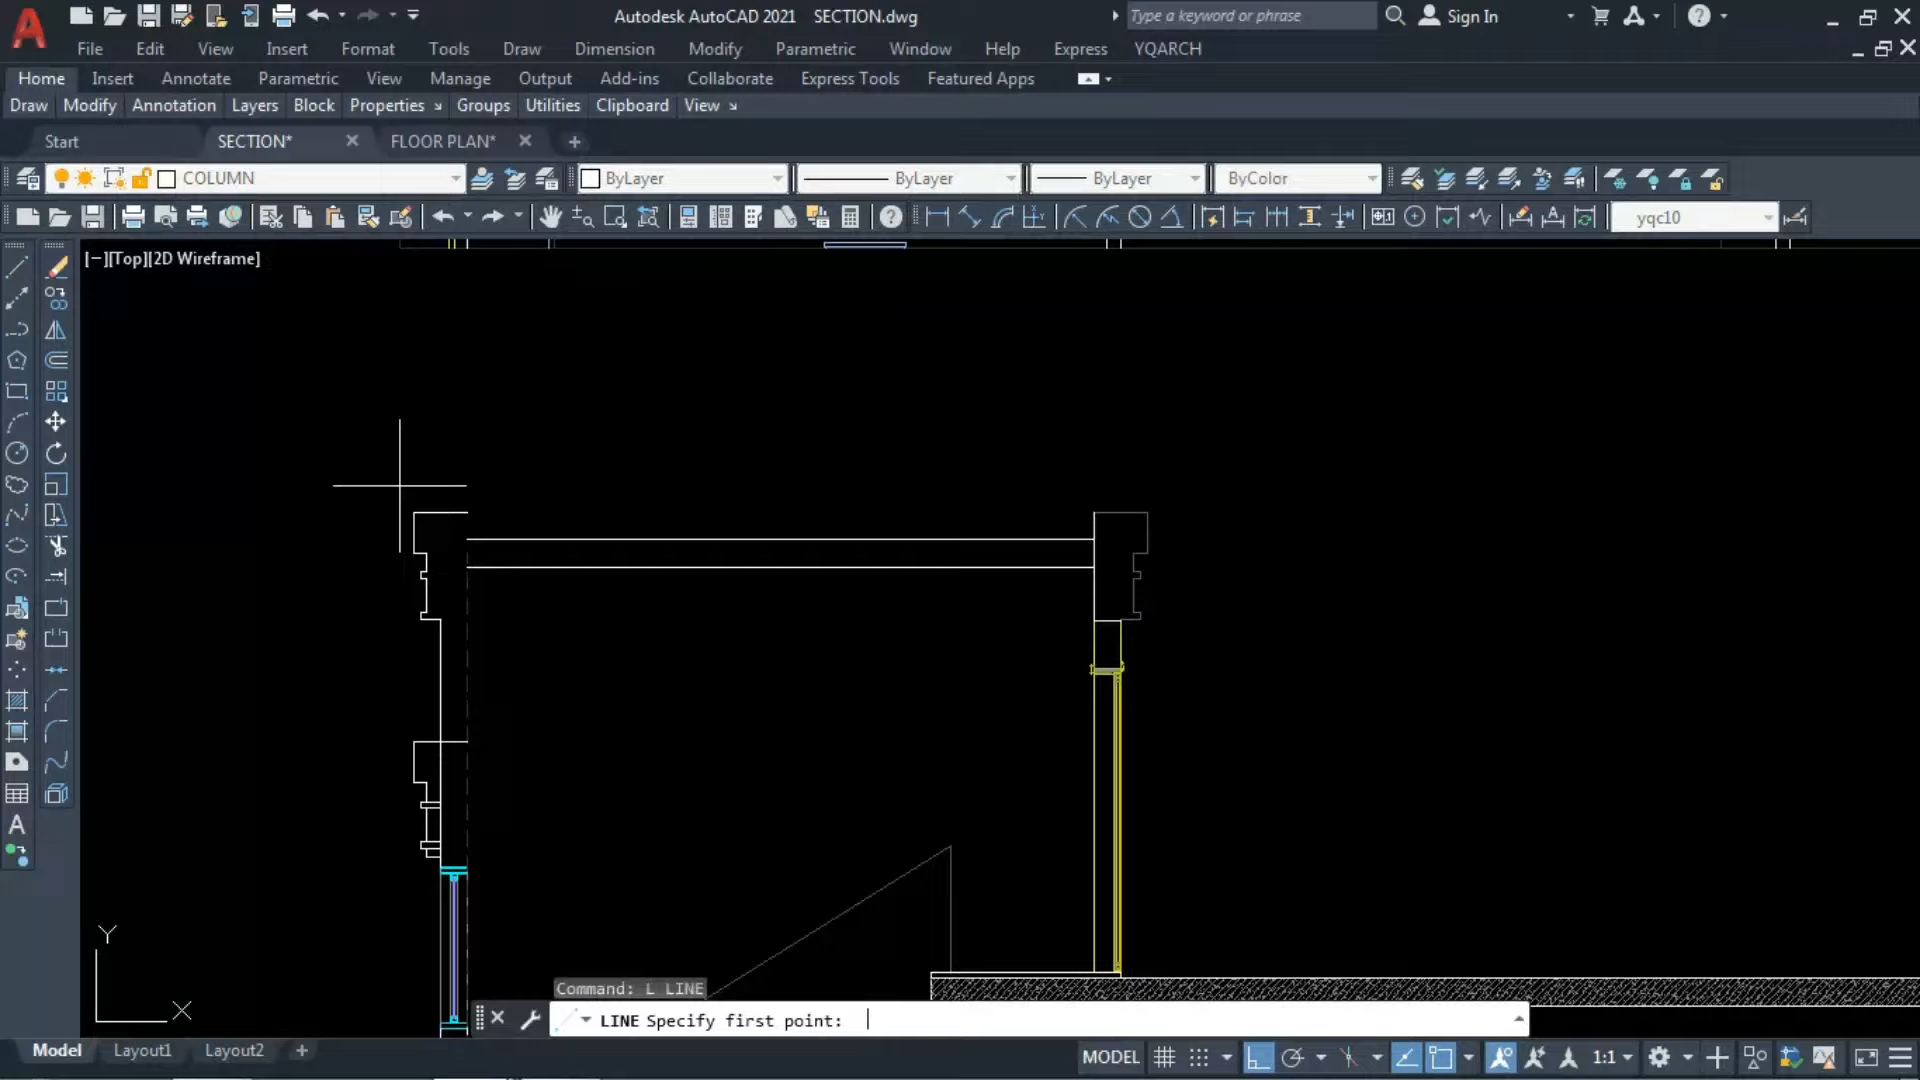 Autodesk AutoCAD 2021 SECTION.dwg Type a keyword or phrase Sign In
File Edit View Insert Format Tools Draw Dimension Modify Parametric Window Help Express YQARCH
Home Insert Annotate Parametric View Manage Output Add-ins Collaborate Express Tools Featured Apps
Draw Modify Annotation Layers Block Properties Groups Utilities Clipboard View
Start SECTION* FLOOR PLAN*
COLUMN ByLayer ByLayer ByLayer ByColor
yqc10
[−][Top][2D Wireframe]
Y
X
Command: L LINE
LINE Specify first point:
Model Layout1 Layout2 MODEL 1:1